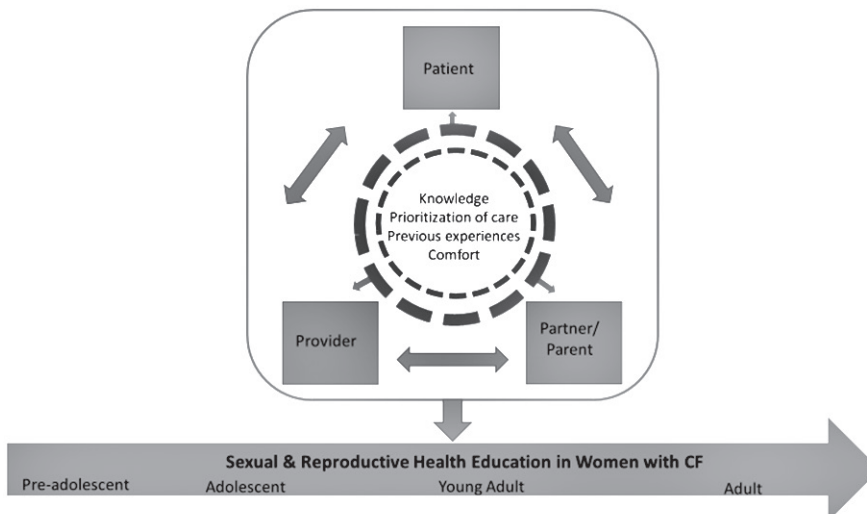 Patient
Knowledge
Prioritization of care
Previous experiences
Comfort
Provider
Partner/
Parent
Sexual & Reproductive Health Education in Women with CF
Pre-adolescent
Adolescent
Young Adult
Adult